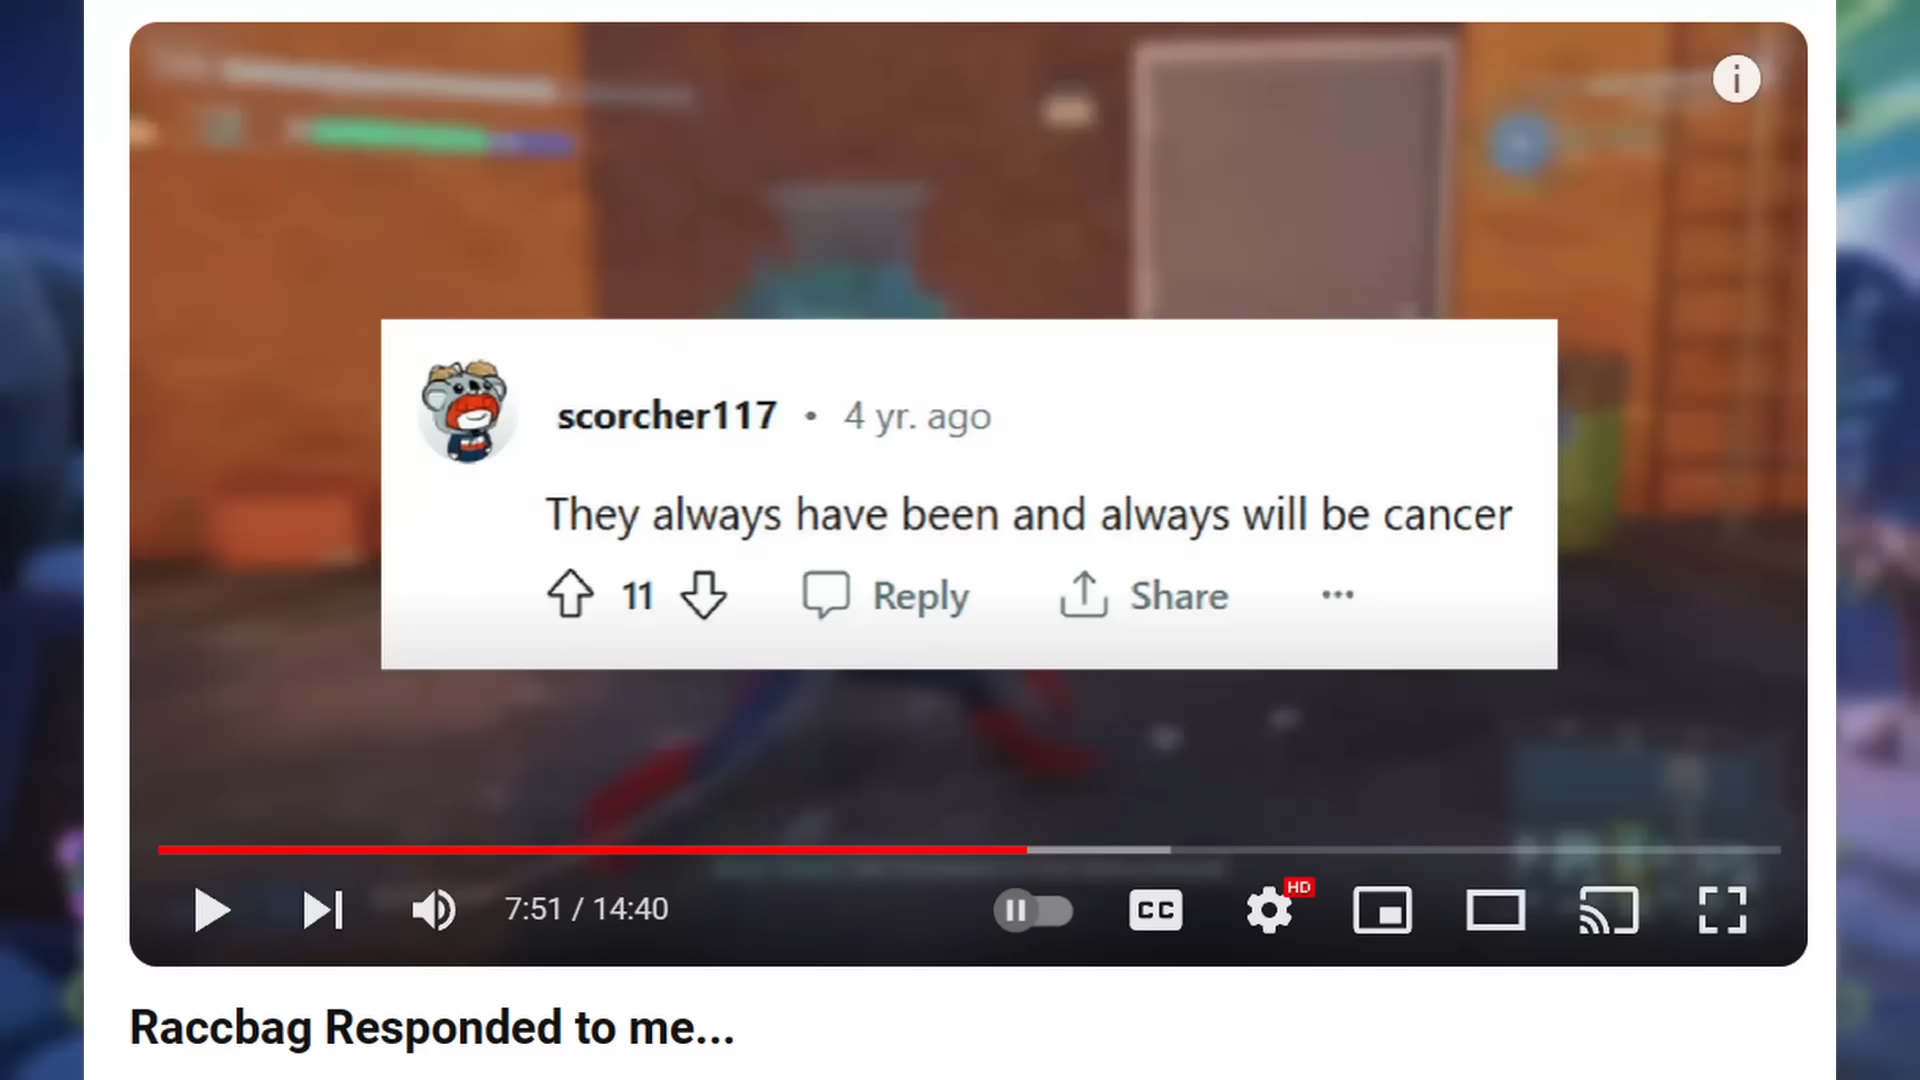 i
scorcher117 • 4 yr. ago
They always have been and always will be cancer
11 Reply Share ...
7:51 / 14:40 CC HD
Raccbag Responded to me...